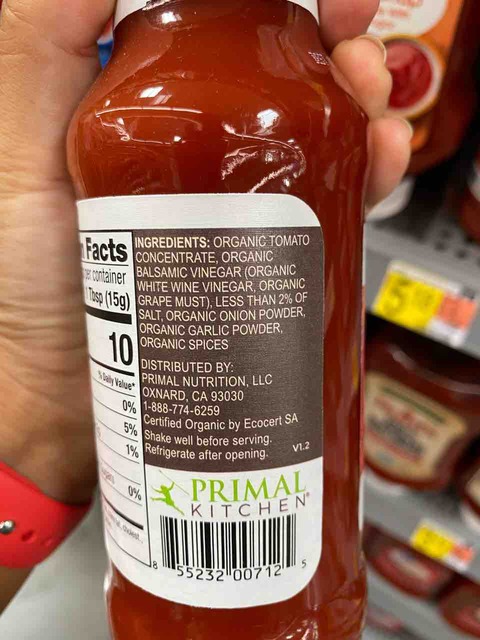 Facts
per container
Tbsp (15g)
10
% Daily Value*
0%
5%
1%
0%
INGREDIENTS: ORGANIC TOMATO
CONCENTRATE, ORGANIC
BALSAMIC VINEGAR (ORGANIC
WHITE WINE VINEGAR, ORGANIC
GRAPE MUST), LESS THAN 2% OF
SALT, ORGANIC ONION POWDER,
ORGANIC GARLIC POWDER,
ORGANIC SPICES
DISTRIBUTED BY:
PRIMAL NUTRITION, LLC
OXNARD, CA 93030
1-888-774-6259
Certified Organic by Ecocert SA
Shake well before serving.
Refrigerate after opening.
V1.2
PRIMAL
KITCHEN®
8 55232 00712 5